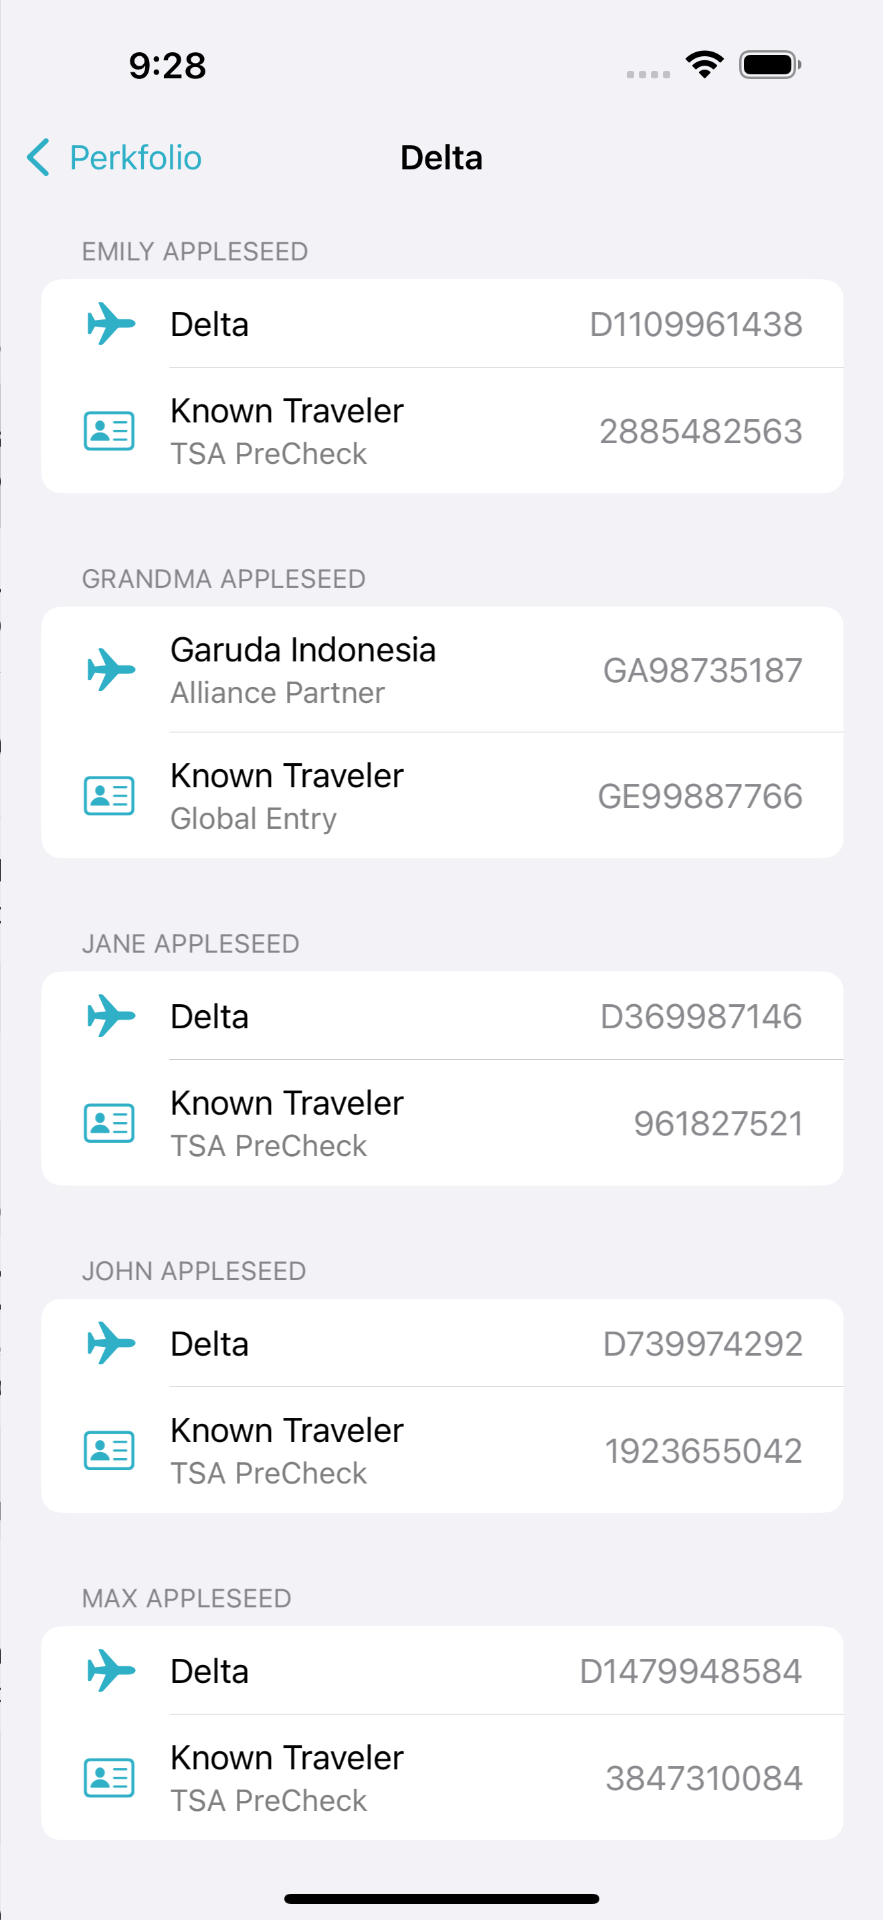 9:28
Perkfolio
Delta
EMILY APPLESEED
Delta D1109961438
Known Traveler
TSA PreCheck
2885482563
GRANDMA APPLESEED
Garuda Indonesia
Alliance Partner
GA98735187
Known Traveler
Global Entry
GE99887766
JANE APPLESEED
Delta D369987146
Known Traveler
TSA PreCheck
961827521
JOHN APPLESEED
Delta D739974292
Known Traveler
TSA PreCheck
1923655042
MAX APPLESEED
Delta D1479948584
Known Traveler
TSA PreCheck
3847310084